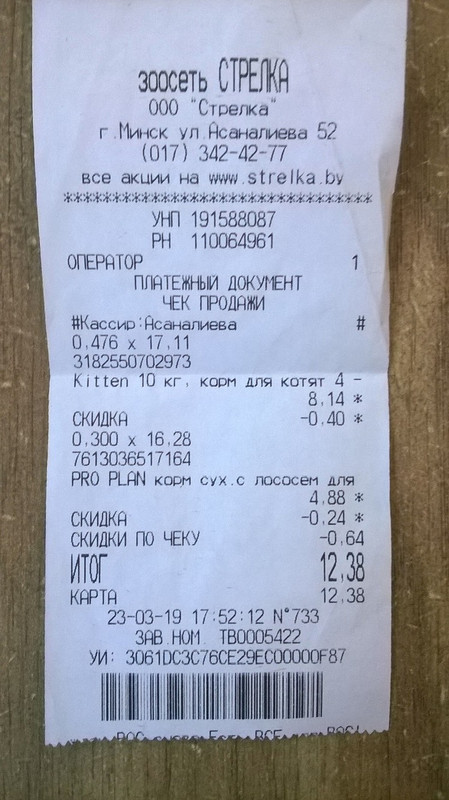 зоосеть СТРЕЛКА
ООО "Стрелка"
г.Минск ул.Асаналиева 52
(017) 342-42-77
все акции на www.strelka.by
********************************
УНП 191588087
РН 110064961
ОПЕРАТОР 1
ПЛАТЕЖНЫЙ ДОКУМЕНТ
ЧЕК ПРОДАЖИ
#Кассир:Асаналиева #
0,476 x 17,11
3182550702973
Kitten 10 кг, корм для котят 4 -
8,14 *
СКИДКА -0,40 *
0,300 x 16,28
7613036517164
PRO PLAN корм сух.с лососем для
4,88 *
СКИДКА -0,24 *
СКИДКИ ПО ЧЕКУ -0,64
ИТОГ 12,38
КАРТА 12,38
23-03-19 17:52:12 N°733
ЗАВ.НОМ. ТВ0005422
УИ: 3061DC3C76CE29EC00000F87